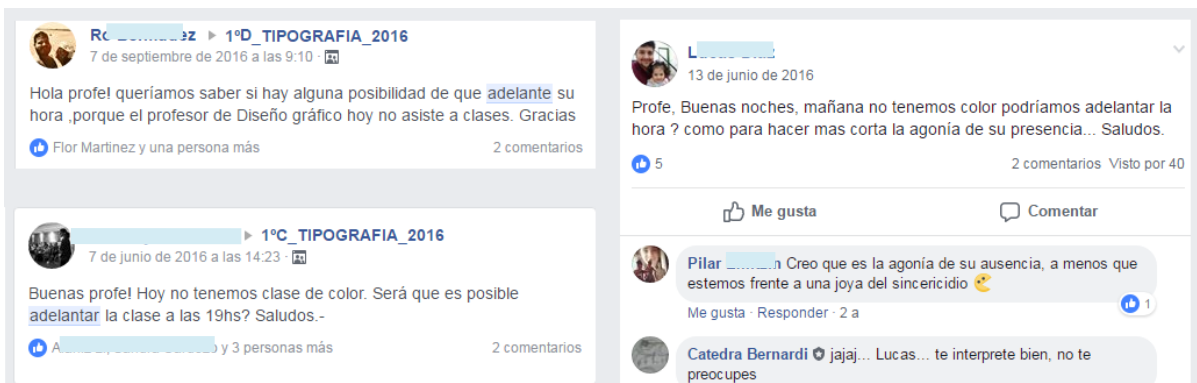 1ºD_TIPOGRAFIA_2016
7 de septiembre de 2016 a las 9:10 ·
Hola profe! queríamos saber si hay alguna posibilidad de que adelante su
hora ,porque el profesor de Diseño gráfico hoy no asiste a clases. Gracias
Flor Martinez y una persona más 2 comentarios
1ºC_TIPOGRAFIA_2016
7 de junio de 2016 a las 14:23 ·
Buenas profe! Hoy no tenemos clase de color. Será que es posible
adelantar la clase a las 19hs? Saludos.-
y 3 personas más 2 comentarios
13 de junio de 2016
Profe, Buenas noches, mañana no tenemos color podríamos adelantar la
hora ? como para hacer mas corta la agonía de su presencia... Saludos.
5 2 comentarios Visto por 40
Me gusta Comentar
Pilar Creo que es la agonía de su ausencia, a menos que
estemos frente a una joya del sincericidio
1
Me gusta · Responder · 2 a
Catedra Bernardi jajaj... Lucas... te interprete bien, no te
preocupes